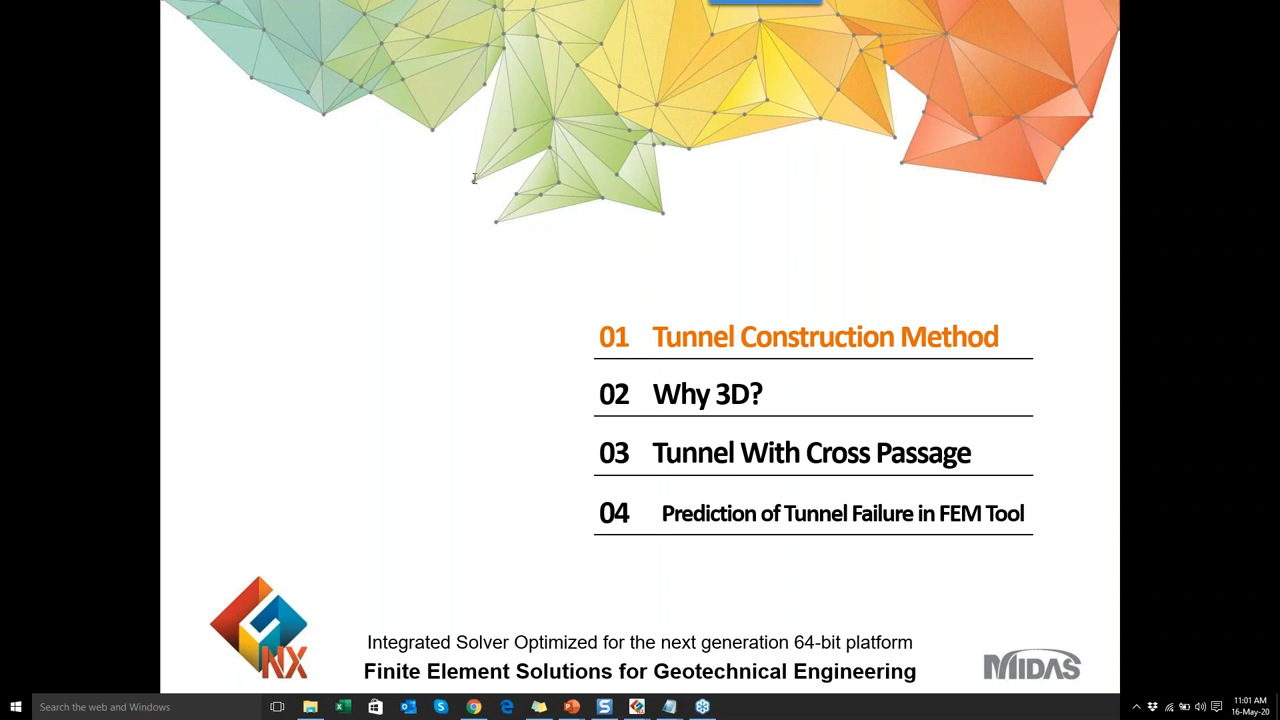 01 Tunnel Construction Method
02 Why 3D?
03 Tunnel With Cross Passage
04 Prediction of Tunnel Failure in FEM Tool
NX
Integrated Solver Optimized for the next generation 64-bit platform
Finite Element Solutions for Geotechnical Engineering
MIDAS
Search the web and Windows
11:01 AM
16-May-20